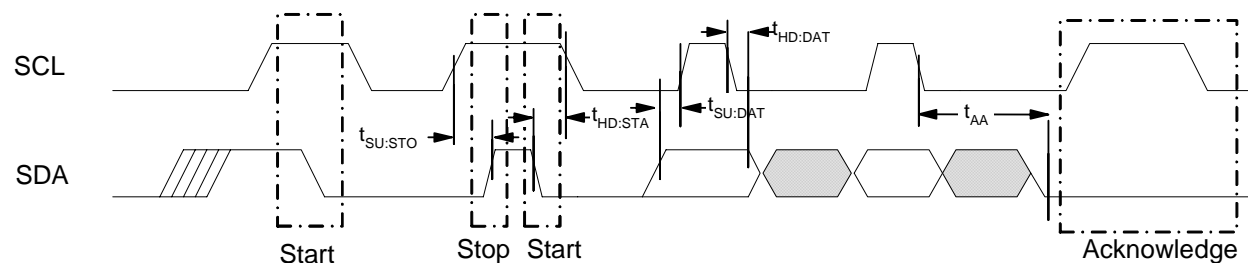 t_HD:DAT
SCL
t_SU:DAT
t_AA
t_HD:STA
t_SU:STO
SDA
Start
Stop
Start
Acknowledge